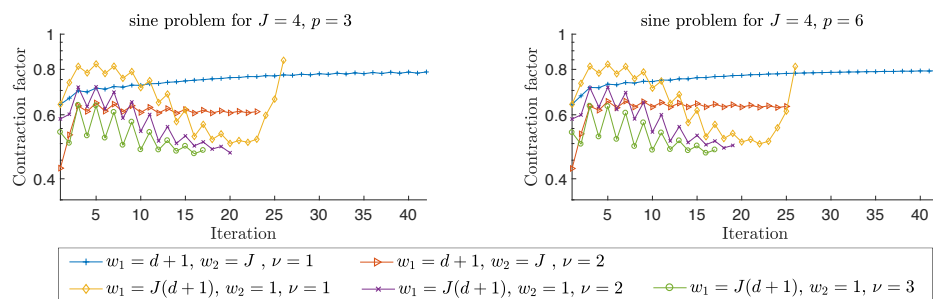 sine problem for J = 4, p = 3
sine problem for J = 4, p = 6
Contraction factor
1
0.8
0.6
0.4
5 10 15 20 25 30 35 40
Iteration
Contraction factor
1
0.8
0.6
0.4
5 10 15 20 25 30 35 40
Iteration
w₁ = d + 1, w₂ = J , ν = 1
w₁ = d + 1, w₂ = J , ν = 2
w₁ = J(d + 1), w₂ = 1, ν = 1
w₁ = J(d + 1), w₂ = 1, ν = 2
w₁ = J(d + 1), w₂ = 1, ν = 3